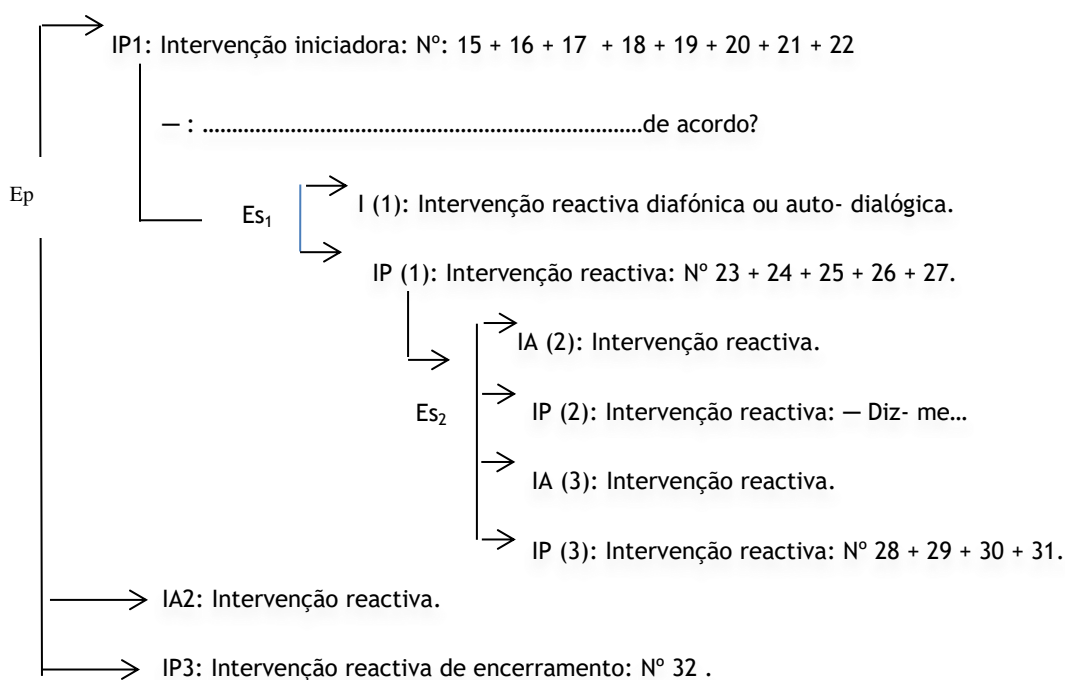 IP1: Intervenção iniciadora: Nº: 15 + 16 + 17 + 18 + 19 + 20 + 21 + 22
— : ................................................................................de acordo?
Ep
Es₁
I (1): Intervenção reactiva diafónica ou auto- dialógica.
IP (1): Intervenção reactiva: Nº 23 + 24 + 25 + 26 + 27.
IA (2): Intervenção reactiva.
Es₂
IP (2): Intervenção reactiva: — Diz- me…
IA (3): Intervenção reactiva.
IP (3): Intervenção reactiva: Nº 28 + 29 + 30 + 31.
IA2: Intervenção reactiva.
IP3: Intervenção reactiva de encerramento: Nº 32 .